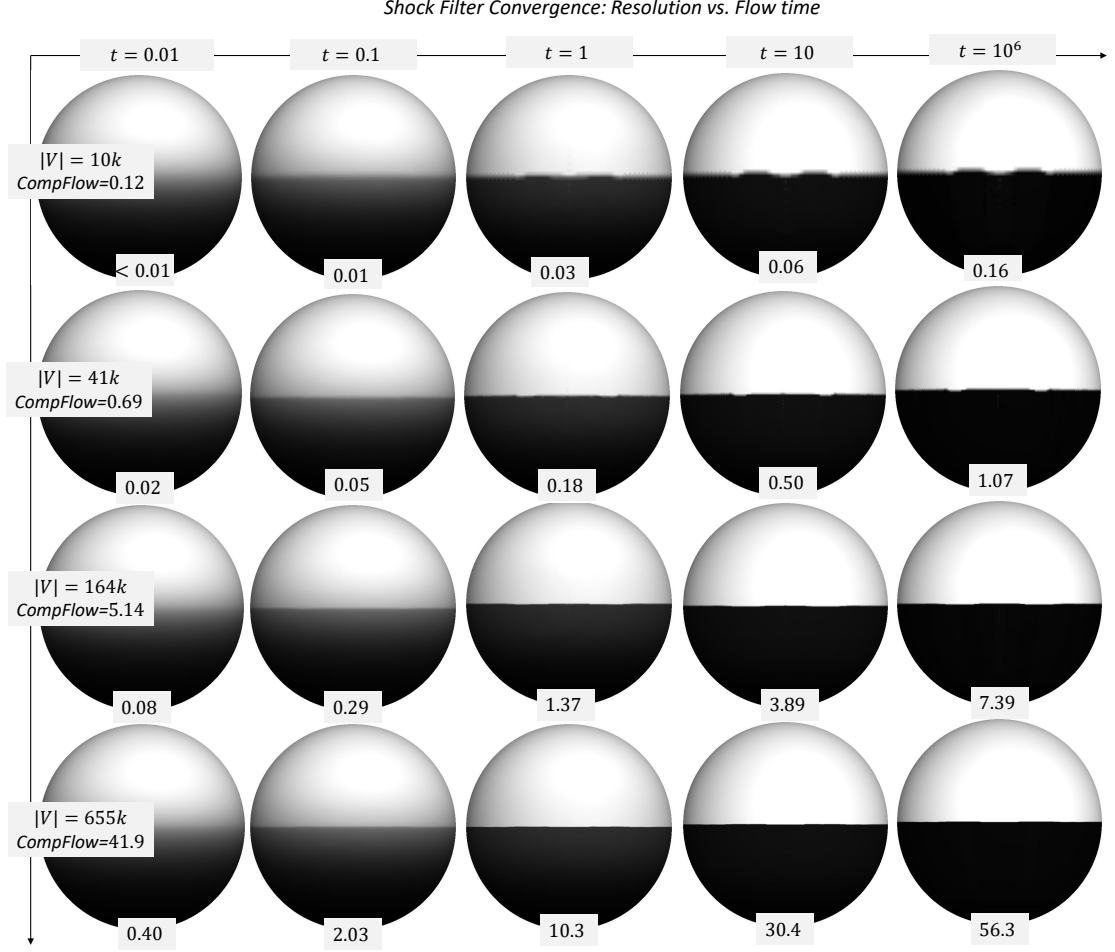 Shock Filter Convergence: Resolution vs. Flow time
t = 0.01
t = 0.1
t = 1
t = 10
t = 10⁶
|V| = 10k
CompFlow=0.12
< 0.01
0.01
0.03
0.06
0.16
|V| = 41k
CompFlow=0.69
0.02
0.05
0.18
0.50
1.07
|V| = 164k
CompFlow=5.14
0.08
0.29
1.37
3.89
7.39
|V| = 655k
CompFlow=41.9
0.40
2.03
10.3
30.4
56.3